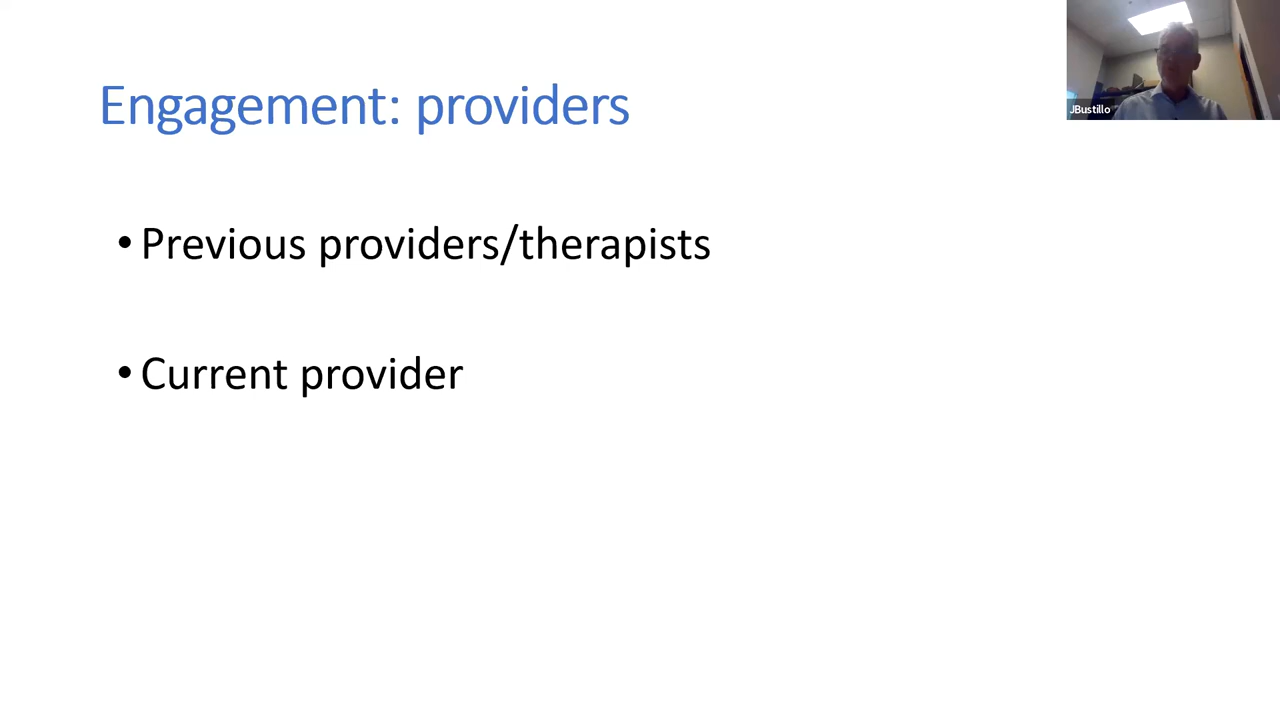 Engagement: providers
JBustillo
• Previous providers/therapists
• Current provider